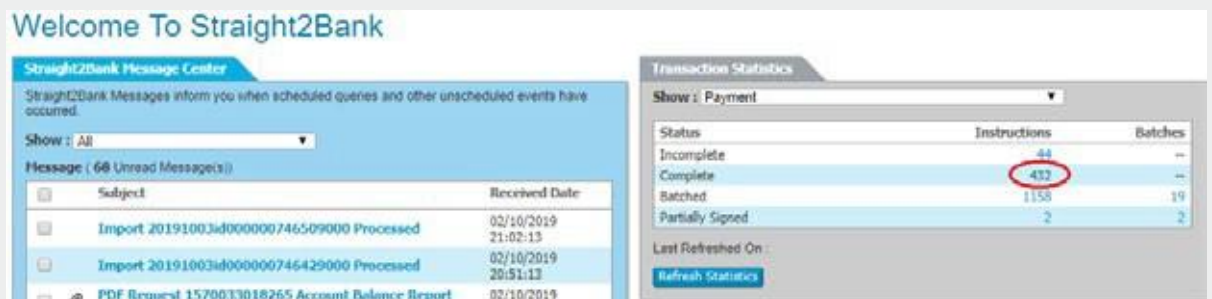 Welcome To Straight2Bank
Straight2Bank Message Center
Straight2Bank Messages inform you when scheduled queries and other unscheduled events have
occurred.
Show : All
Message ( 68 Unread Message(s))
Subject Received Date
Import 20191003id000000746509000 Processed 02/10/2019
21:02:13
Import 20191003id000000746429000 Processed 02/10/2019
20:51:13
PDF Request 1570033018265 Account Balance Report 02/10/2019
Transaction Statistics
Show : Payment
Status Instructions Batches
Incomplete 44 --
Complete 432 --
Batched 1158 19
Partially Signed 2 2
Last Refreshed On :
Refresh Statistics